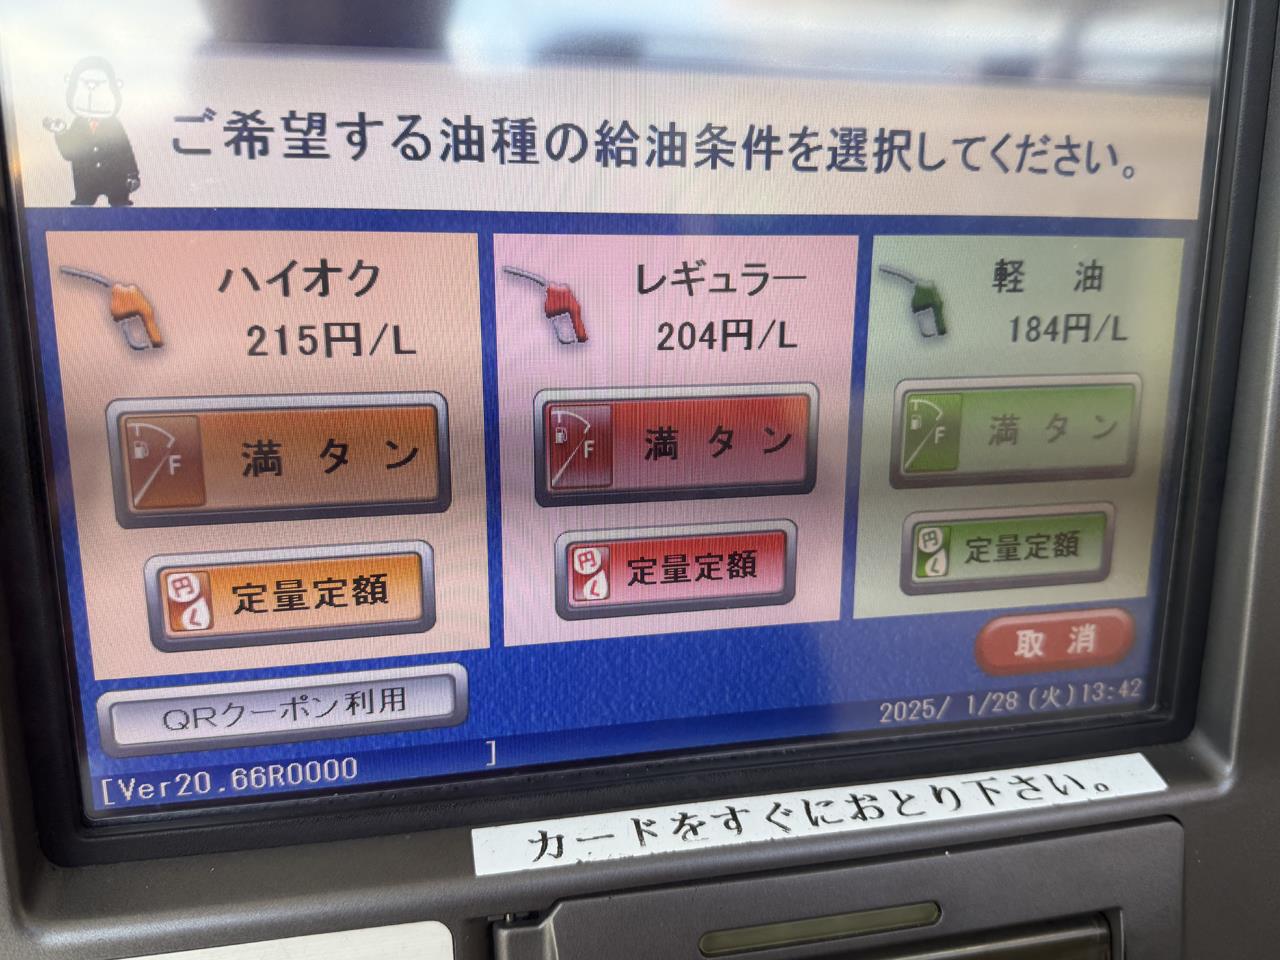 ご希望する油種の給油条件を選択してください。
ハイオク
215円/L
F
満タン
円
定量定額
レギュラー
204円/L
F
満タン
円
定量定額
軽油
184円/L
F
満タン
円
定量定額
取消
QRクーポン利用
2025/ 1/28 (火)13:42
[Ver20.66R0000 ]
カードをすぐにおとり下さい。